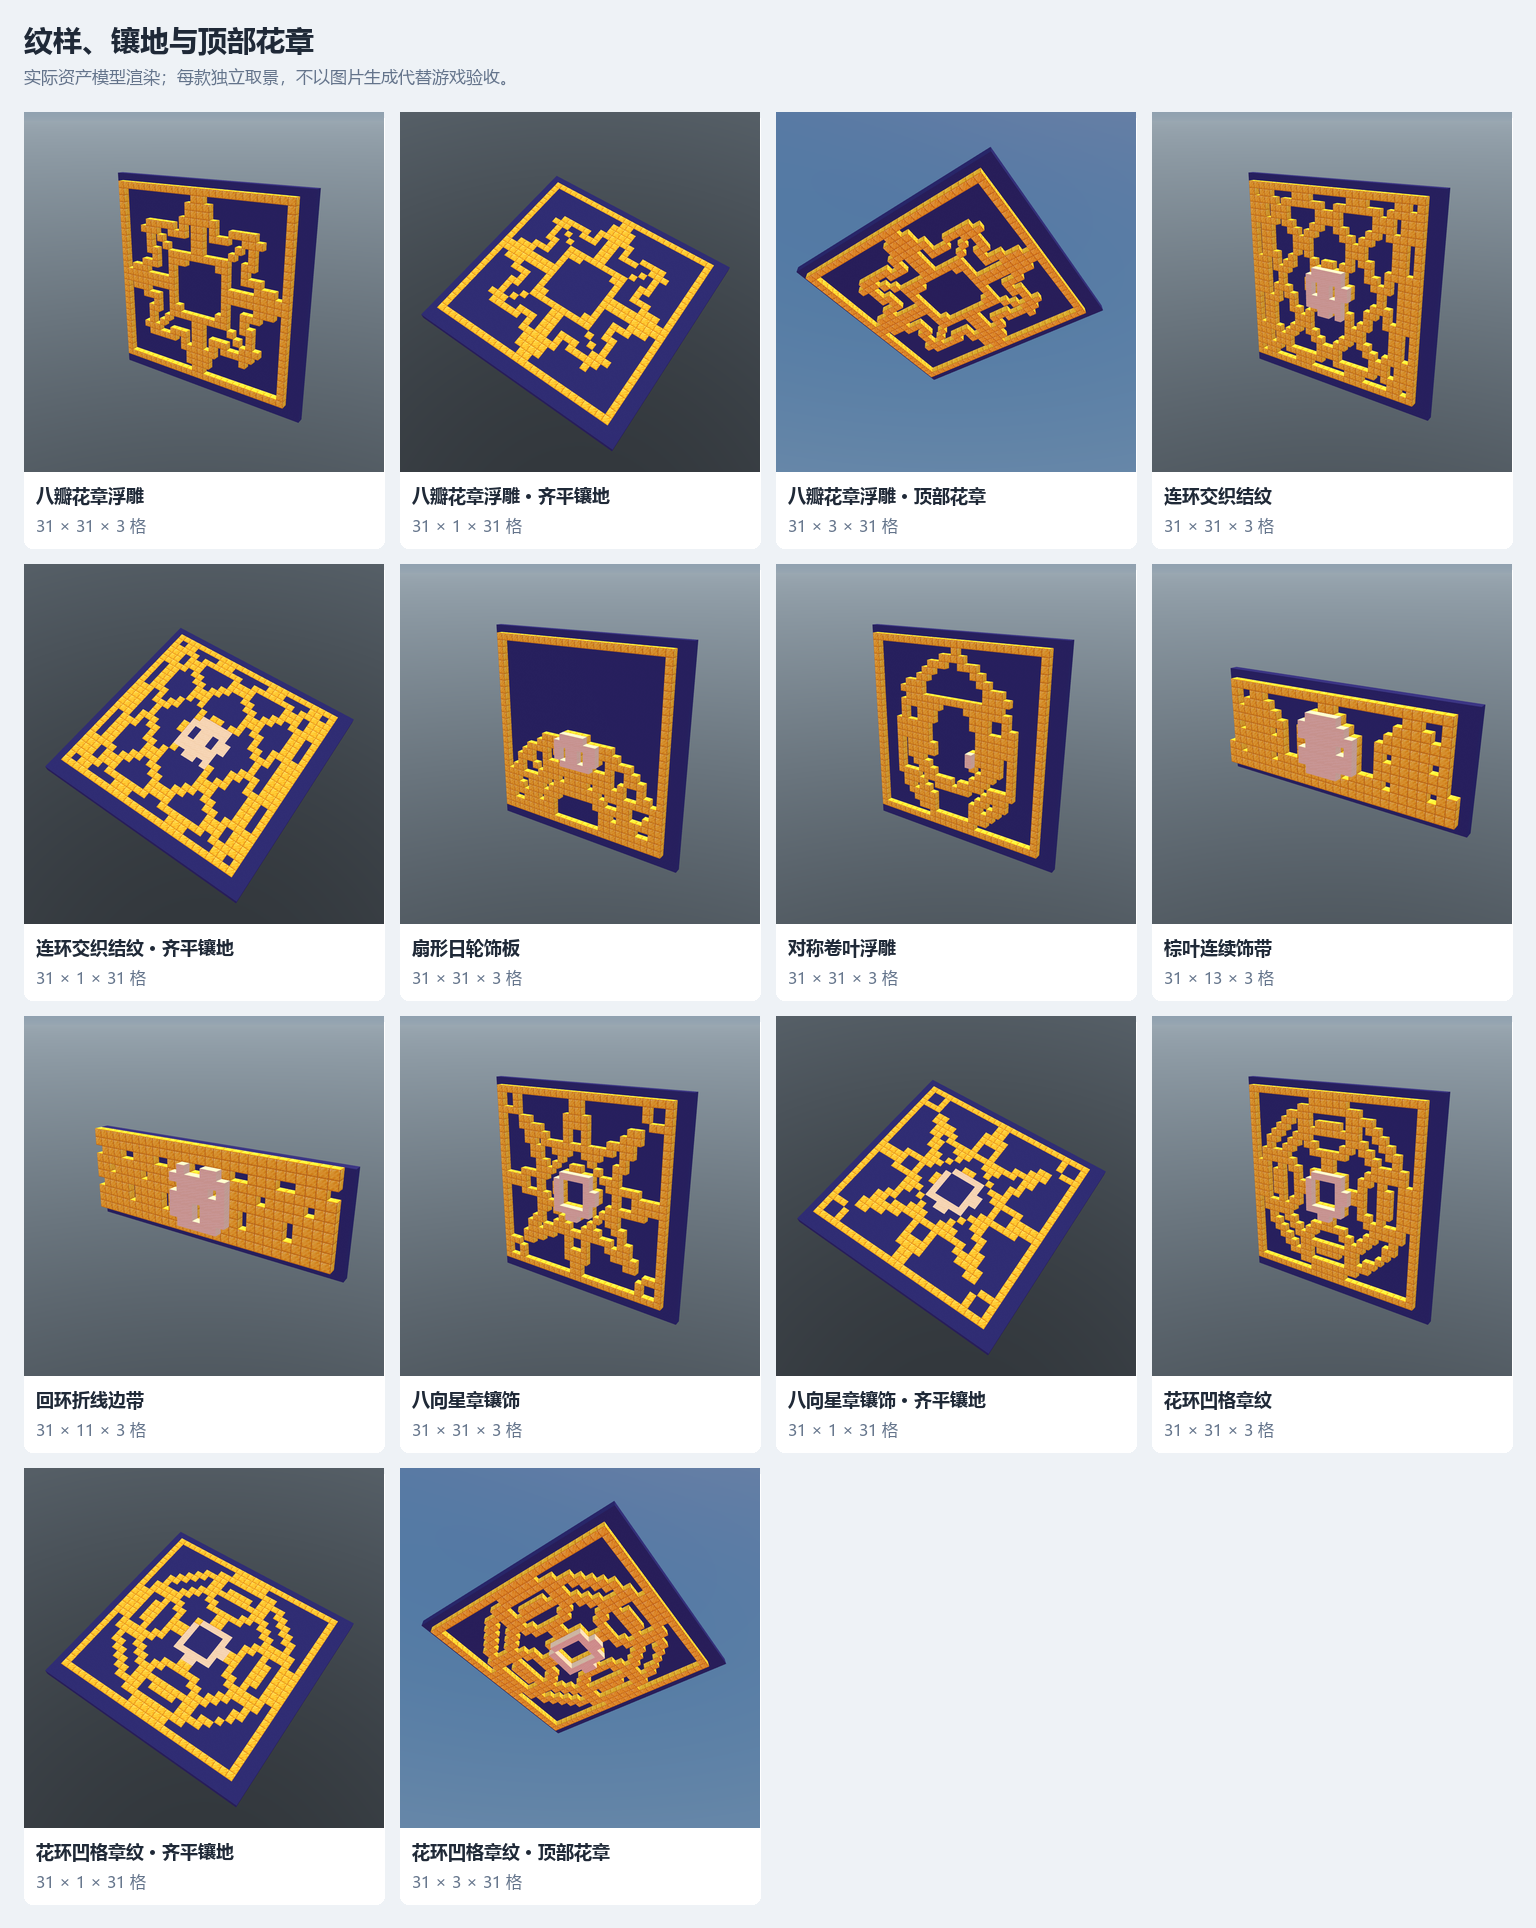 纹样、镶地与顶部花章
实际资产模型渲染；每款独立取景，不以图片生成代替游戏验收。
八瓣花章浮雕
31 × 31 × 3 格
八瓣花章浮雕 • 齐平镶地
31 × 1 × 31 格
八瓣花章浮雕 • 顶部花章
31 × 3 × 31 格
连环交织结纹
31 × 31 × 3 格
连环交织结纹 • 齐平镶地
31 × 1 × 31 格
扇形日轮饰板
31 × 31 × 3 格
对称卷叶浮雕
31 × 31 × 3 格
棕叶连续饰带
31 × 13 × 3 格
回环折线边带
31 × 11 × 3 格
八向星章镶饰
31 × 31 × 3 格
八向星章镶饰 • 齐平镶地
31 × 1 × 31 格
花环凹格章纹
31 × 31 × 3 格
花环凹格章纹 • 齐平镶地
31 × 1 × 31 格
花环凹格章纹 • 顶部花章
31 × 3 × 31 格